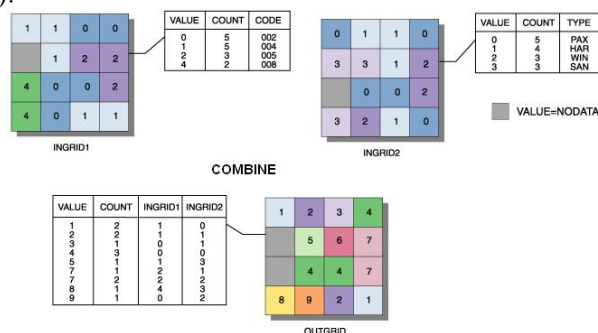 ).
1 1 0 0
1 2 2
4 0 0 2
4 0 1 1
INGRID1
VALUE COUNT CODE
0 5 002
1 5 004
2 3 005
4 2 008
0 1 1 0
3 3 1 2
0 0 2
3 2 1 0
INGRID2
VALUE COUNT TYPE
0 5 PAX
1 4 HAR
2 3 WIN
3 3 SAN
VALUE=NODATA
COMBINE
VALUE COUNT INGRID1 INGRID2
1 2 1 0
2 2 1 1
3 1 0 1
4 3 0 0
5 1 1 3
7 1 2 1
7 2 2 2
8 1 4 3
9 1 0 2
1 2 3 4
5 6 7
4 4 7
8 9 2 1
OUTGRID